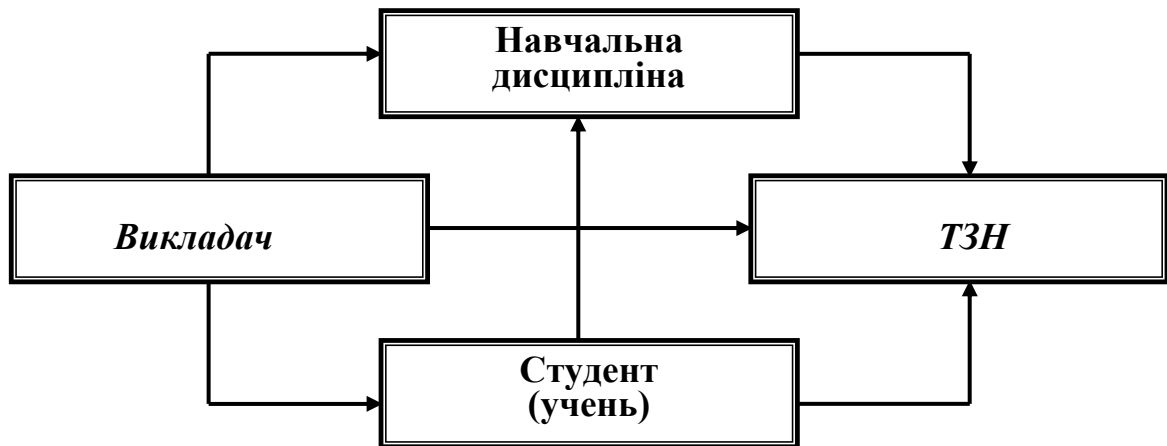 Навчальна
дисципліна
Викладач
ТЗН
Студент
(учень)